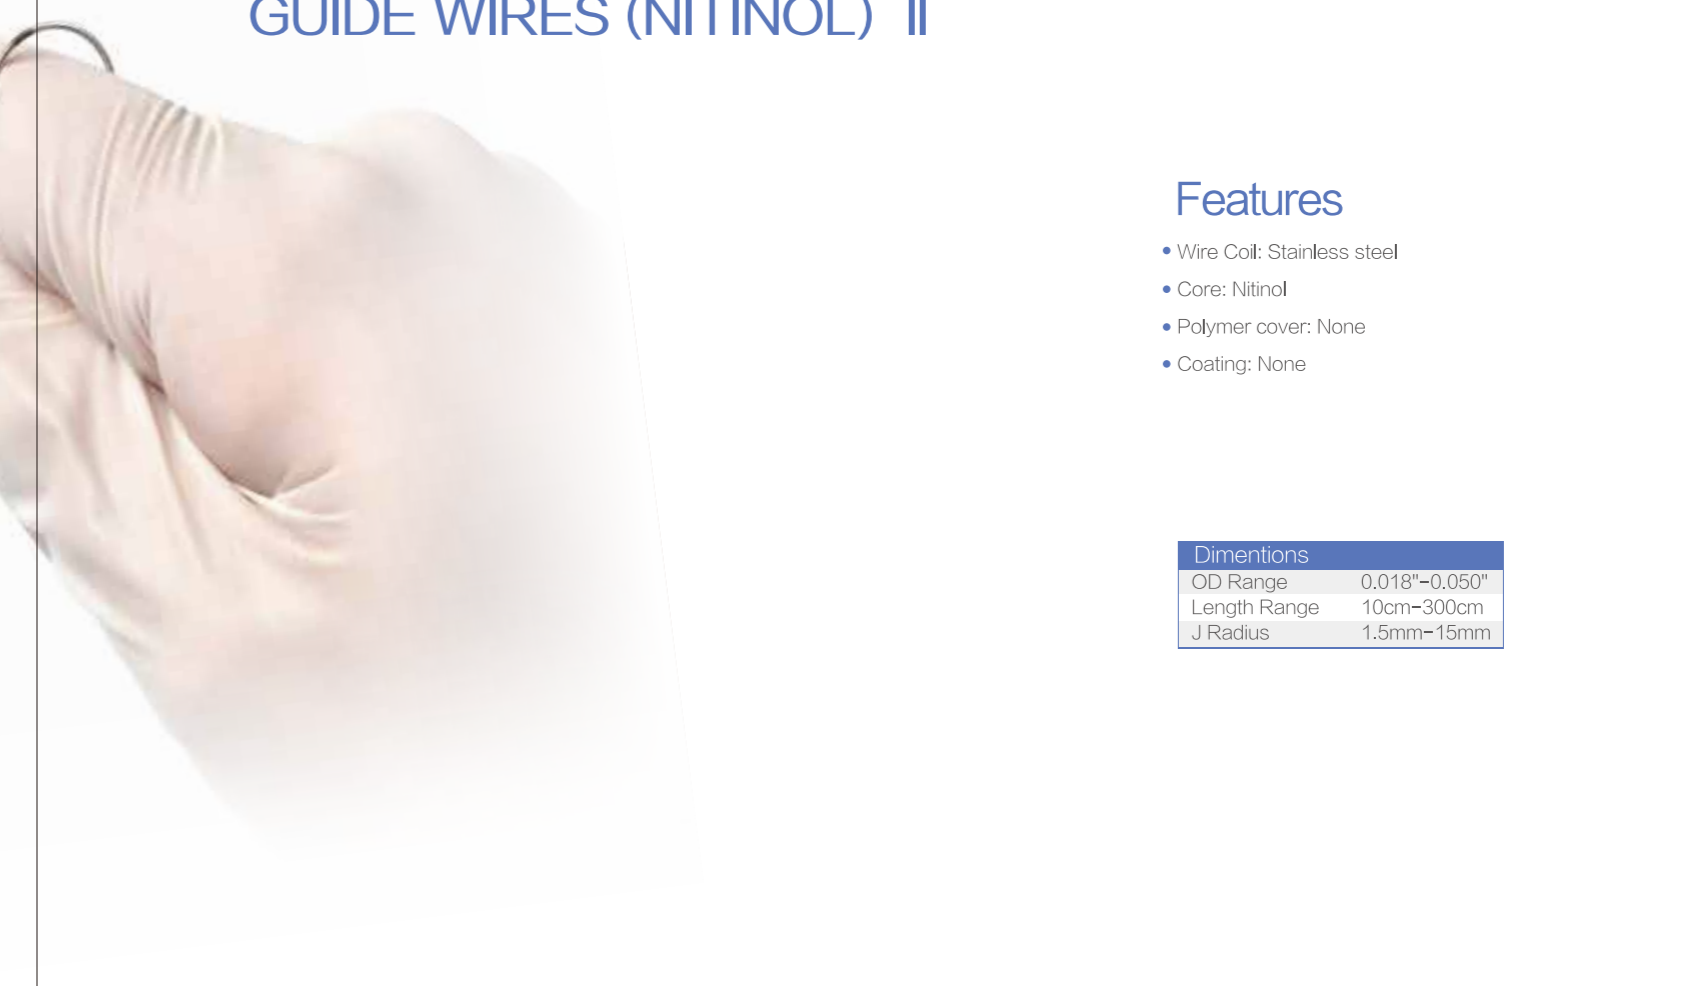 GUIDE WIRES (NITINOL) II
Features
• Wire Coil: Stainless steel
• Core: Nitinol
• Polymer cover: None
• Coating: None
Dimentions
OD Range 0.018"-0.050"
Length Range 10cm-300cm
J Radius 1.5mm-15mm